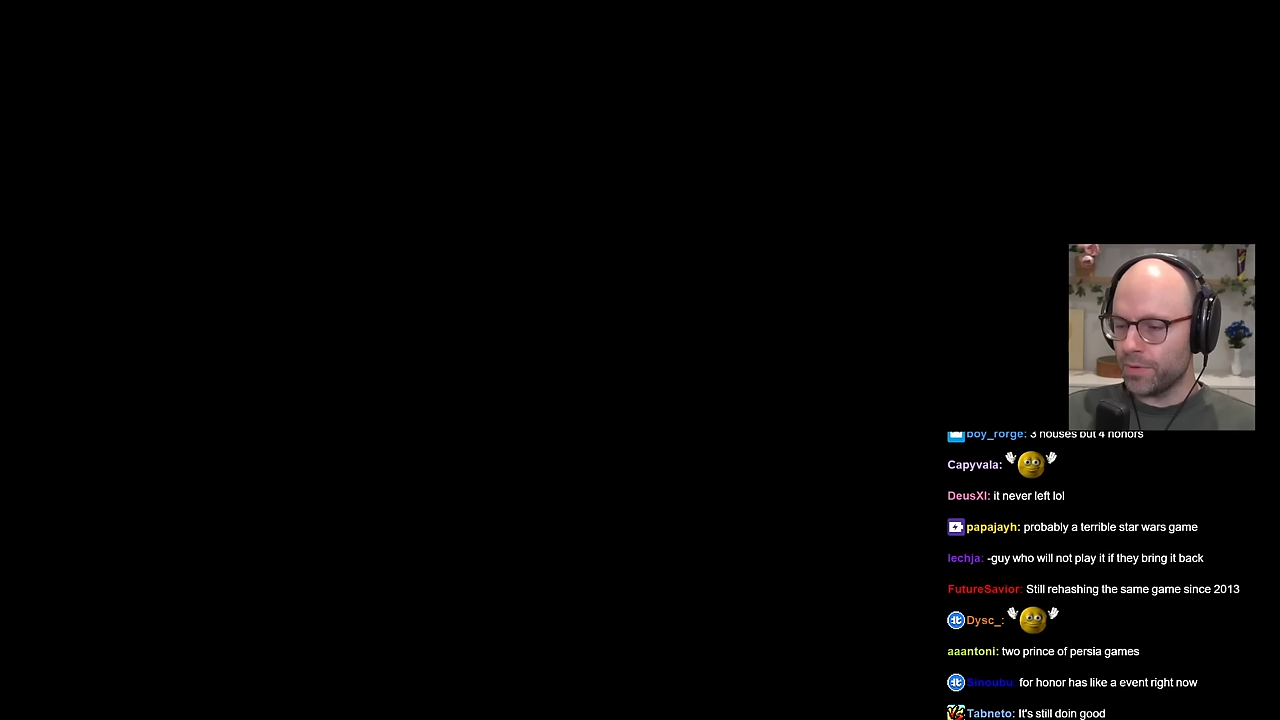 boy_rorge: 3 houses but 4 honors
Capyvala:
DeusXI: it never left lol
papajayh: probably a terrible star wars game
lechja: -guy who will not play it if they bring it back
FutureSavior: Still rehashing the same game since 2013
Dysc_:
aaantoni: two prince of persia games
Sinoubu: for honor has like a event right now
Tabneto: It's still doin good